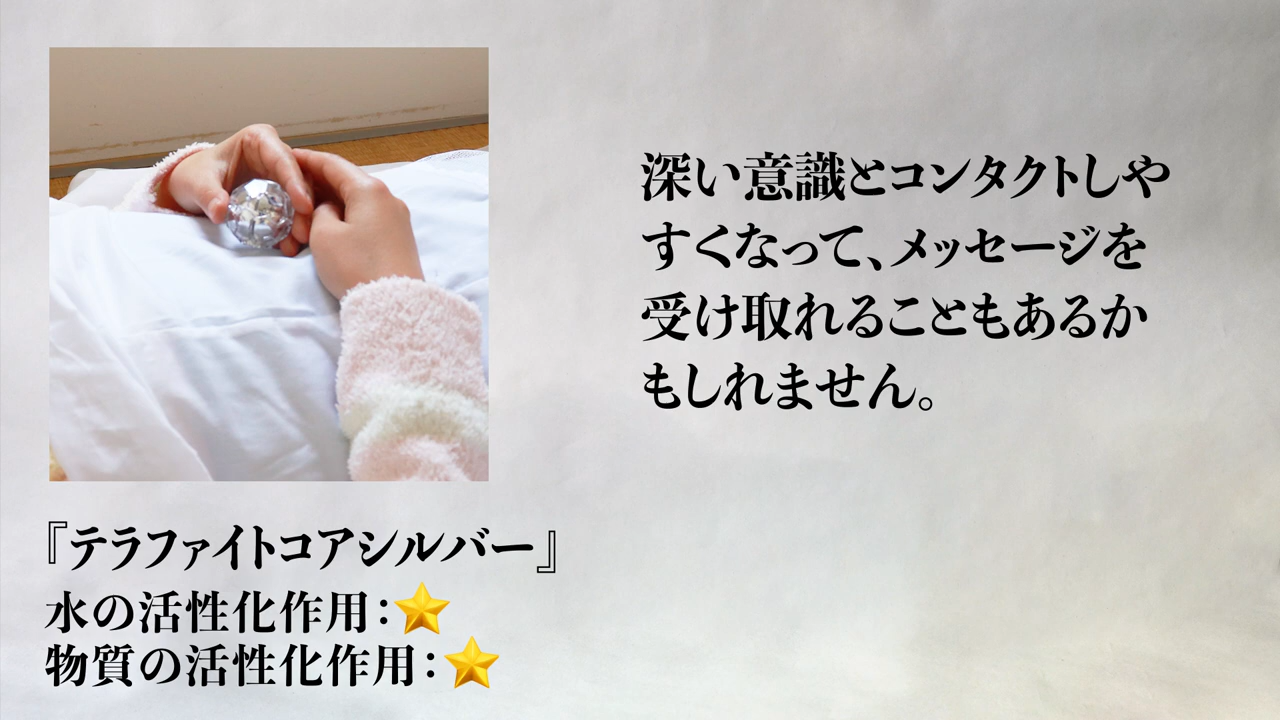 深い意識とコンタクトしや
すくなって、メッセージを
受け取れることもあるか
もしれません。
『テラファイトコアシルバー』
水の活性化作用：⭐
物質の活性化作用：⭐